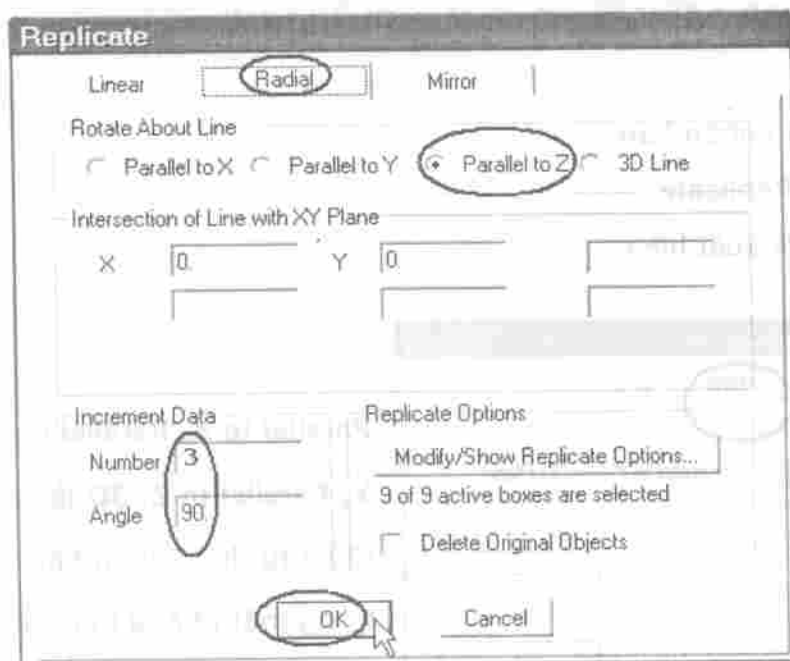 Replicate
Linear Radial Mirror
Rotate About Line
Parallel to X Parallel to Y Parallel to Z 3D Line
Intersection of Line with XY Plane
X 0. Y 0.
Increment Data Replicate Options
Number 3 Modify/Show Replicate Options...
9 of 9 active boxes are selected
Angle 90.
Delete Original Objects
OK Cancel